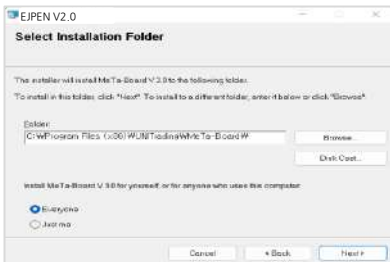 EJPEN V2.0
Select Installation Folder
The installer will install MeTa-Board V 3.0 to the following folder.
To install in this folder, click "Next". To install to a different folder, enter it below or click "Browse".
Folder:
C:₩Program Files (x86)₩UNITrading₩MeTa-Board₩
Browse...
Disk Cost...
Install MeTa-Board V 3.0 for yourself, or for anyone who uses this computer:
Everyone
Just me
Cancel
< Back
Next >